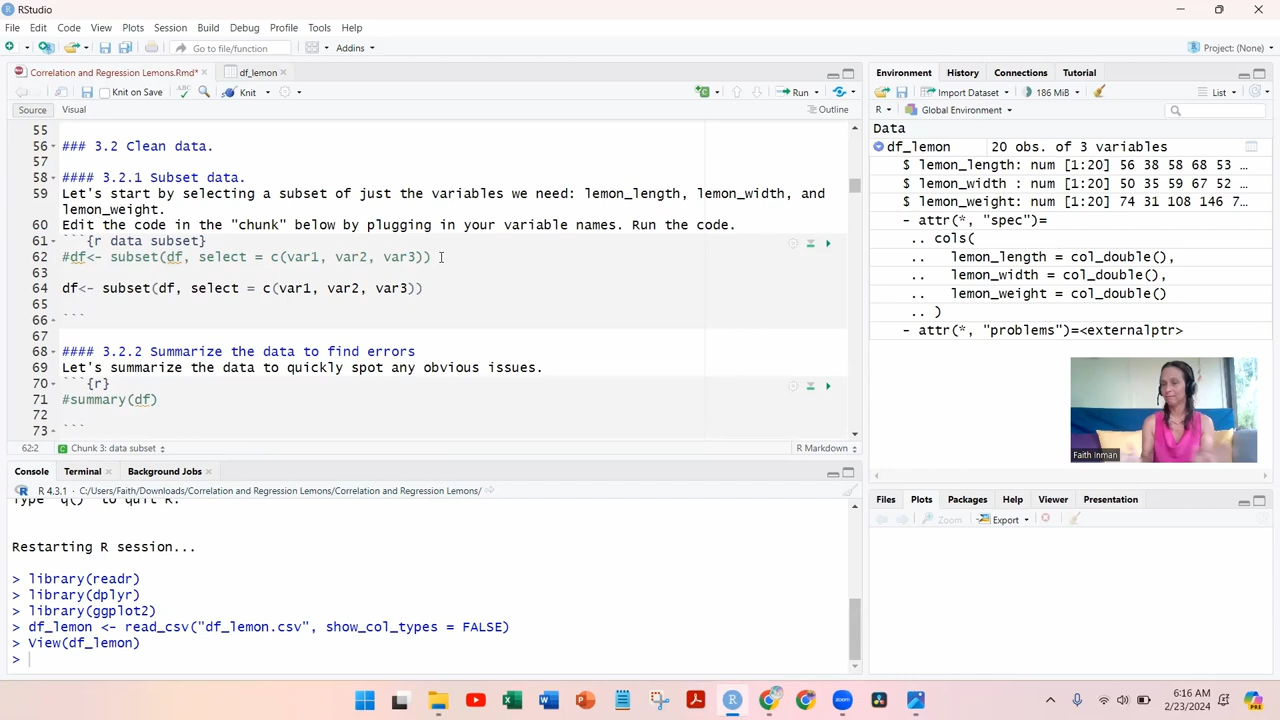 RStudio
File Edit Code View Plots Session Build Debug Profile Tools Help
Go to file/function Addins Project: (None)
Correlation and Regression Lemons.Rmd* df_lemon
Knit on Save Knit Run
Source Visual Outline
55
56 ### 3.2 Clean data.
57
58 #### 3.2.1 Subset data.
59 Let's start by selecting a subset of just the variables we need: lemon_length, lemon_width, and
lemon_weight.
60 Edit the code in the "chunk" below by plugging in your variable names. Run the code.
61 ```{r data subset}
62 #df<- subset(df, select = c(var1, var2, var3))
63
64 df<- subset(df, select = c(var1, var2, var3))
65
66 ```
67
68 #### 3.2.2 Summarize the data to find errors
69 Let's summarize the data to quickly spot any obvious issues.
70 ```{r}
71 #summary(df)
72
73 ```
62:2 Chunk 3: data subset R Markdown
Console Terminal Background Jobs
R 4.3.1 · C:/Users/Faith/Downloads/Correlation and Regression Lemons/Correlation and Regression Lemons/
Type 'q()' to quit R.
Restarting R session...
> library(readr)
> library(dplyr)
> library(ggplot2)
> df_lemon <- read_csv("df_lemon.csv", show_col_types = FALSE)
> View(df_lemon)
>
Environment History Connections Tutorial
Import Dataset 186 MiB List
R Global Environment
Data
df_lemon 20 obs. of 3 variables
$ lemon_length: num [1:20] 56 38 58 68 53 …
$ lemon_width : num [1:20] 50 35 59 67 52 …
$ lemon_weight: num [1:20] 74 31 108 146 7…
- attr(*, "spec")=
.. cols(
.. lemon_length = col_double(),
.. lemon_width = col_double(),
.. lemon_weight = col_double()
.. )
- attr(*, "problems")=<externalptr>
Faith Inman
Files Plots Packages Help Viewer Presentation
Zoom Export
zoom
6:16 AM
2/23/2024
PRE